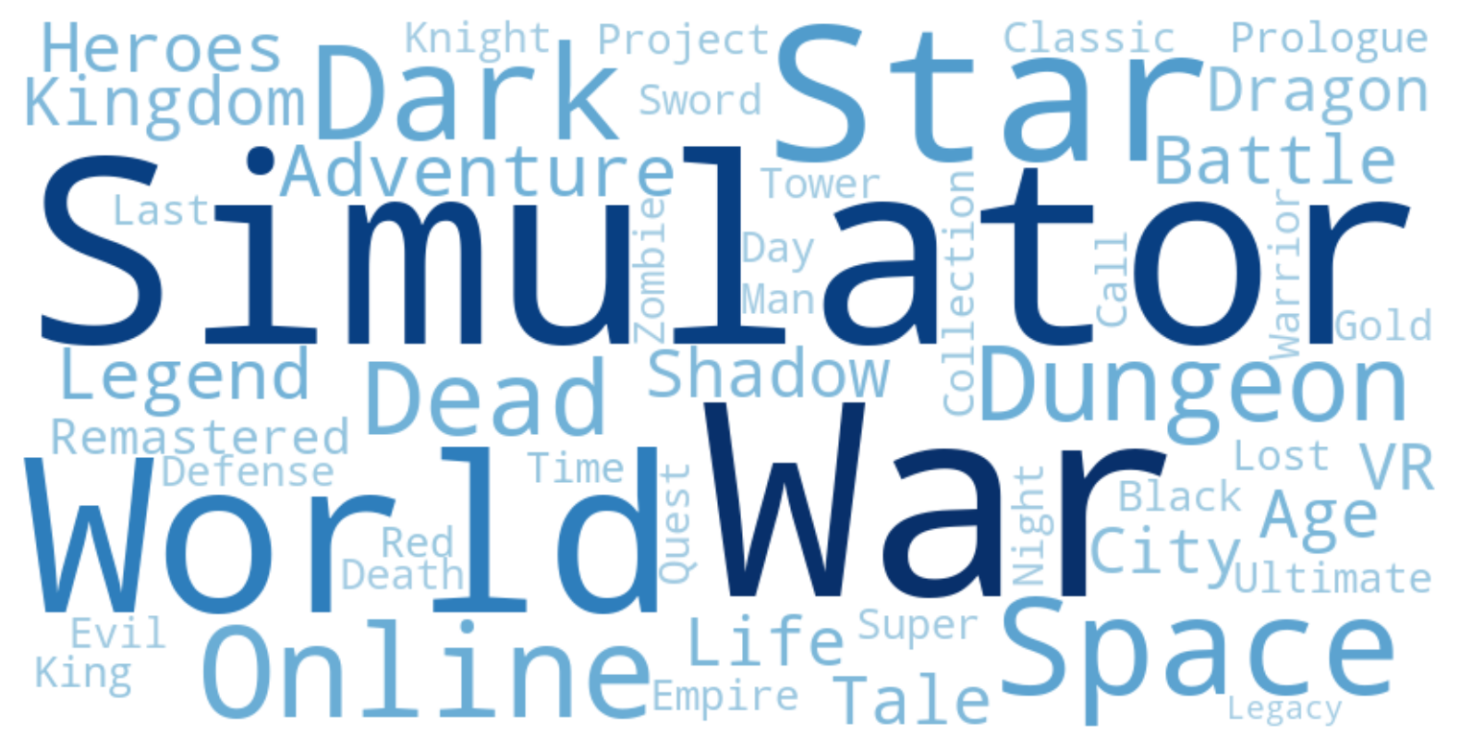 Heroes
Knight
Project
Star
Classic
Prologue
Kingdom
Dark
Sword
Dragon
Adventure
Battle
Simulator
Last
Zombie
Tower
Day
Man
Collection
Call
Warrior
Gold
Legend
Dead
Shadow
Dungeon
Remastered
Defense
Time
Quest
War
Night
Lost
VR
World
Red
Death
Black
Age
City
Ultimate
Evil
King
Online
Life
Super
Space
Empire
Tale
Legacy